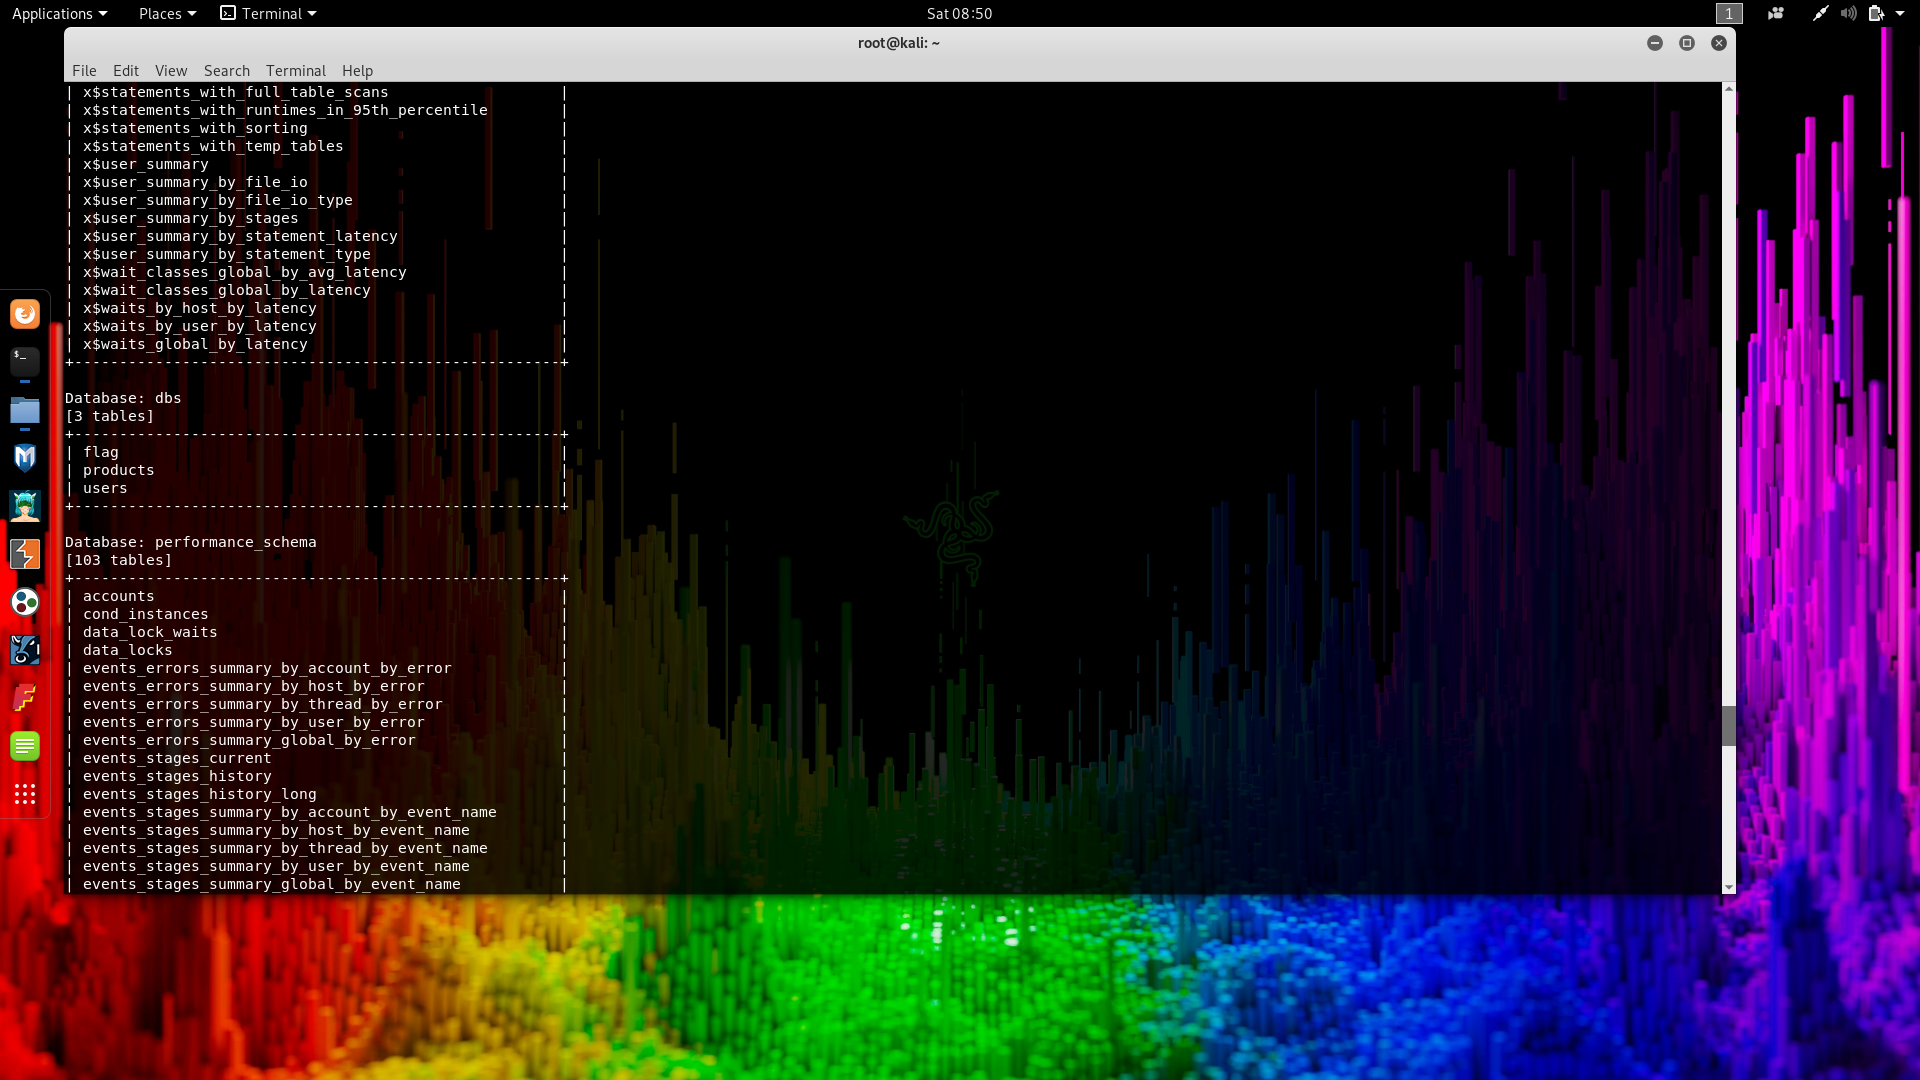 Applications Places Terminal Sat 08:50 1
root@kali: ~
File Edit View Search Terminal Help
| x$statements_with_full_table_scans |
| x$statements_with_runtimes_in_95th_percentile |
| x$statements_with_sorting |
| x$statements_with_temp_tables |
| x$user_summary |
| x$user_summary_by_file_io |
| x$user_summary_by_file_io_type |
| x$user_summary_by_stages |
| x$user_summary_by_statement_latency |
| x$user_summary_by_statement_type |
| x$wait_classes_global_by_avg_latency |
| x$wait_classes_global_by_latency |
| x$waits_by_host_by_latency |
| x$waits_by_user_by_latency |
| x$waits_global_by_latency |
+------------------------------------------------------+
Database: dbs
[3 tables]
+------------------------------------------------------+
| flag |
| products |
| users |
+------------------------------------------------------+
Database: performance_schema
[103 tables]
+------------------------------------------------------+
| accounts |
| cond_instances |
| data_lock_waits |
| data_locks |
| events_errors_summary_by_account_by_error |
| events_errors_summary_by_host_by_error |
| events_errors_summary_by_thread_by_error |
| events_errors_summary_by_user_by_error |
| events_errors_summary_global_by_error |
| events_stages_current |
| events_stages_history |
| events_stages_history_long |
| events_stages_summary_by_account_by_event_name |
| events_stages_summary_by_host_by_event_name |
| events_stages_summary_by_thread_by_event_name |
| events_stages_summary_by_user_by_event_name |
| events_stages_summary_global_by_event_name |
$_